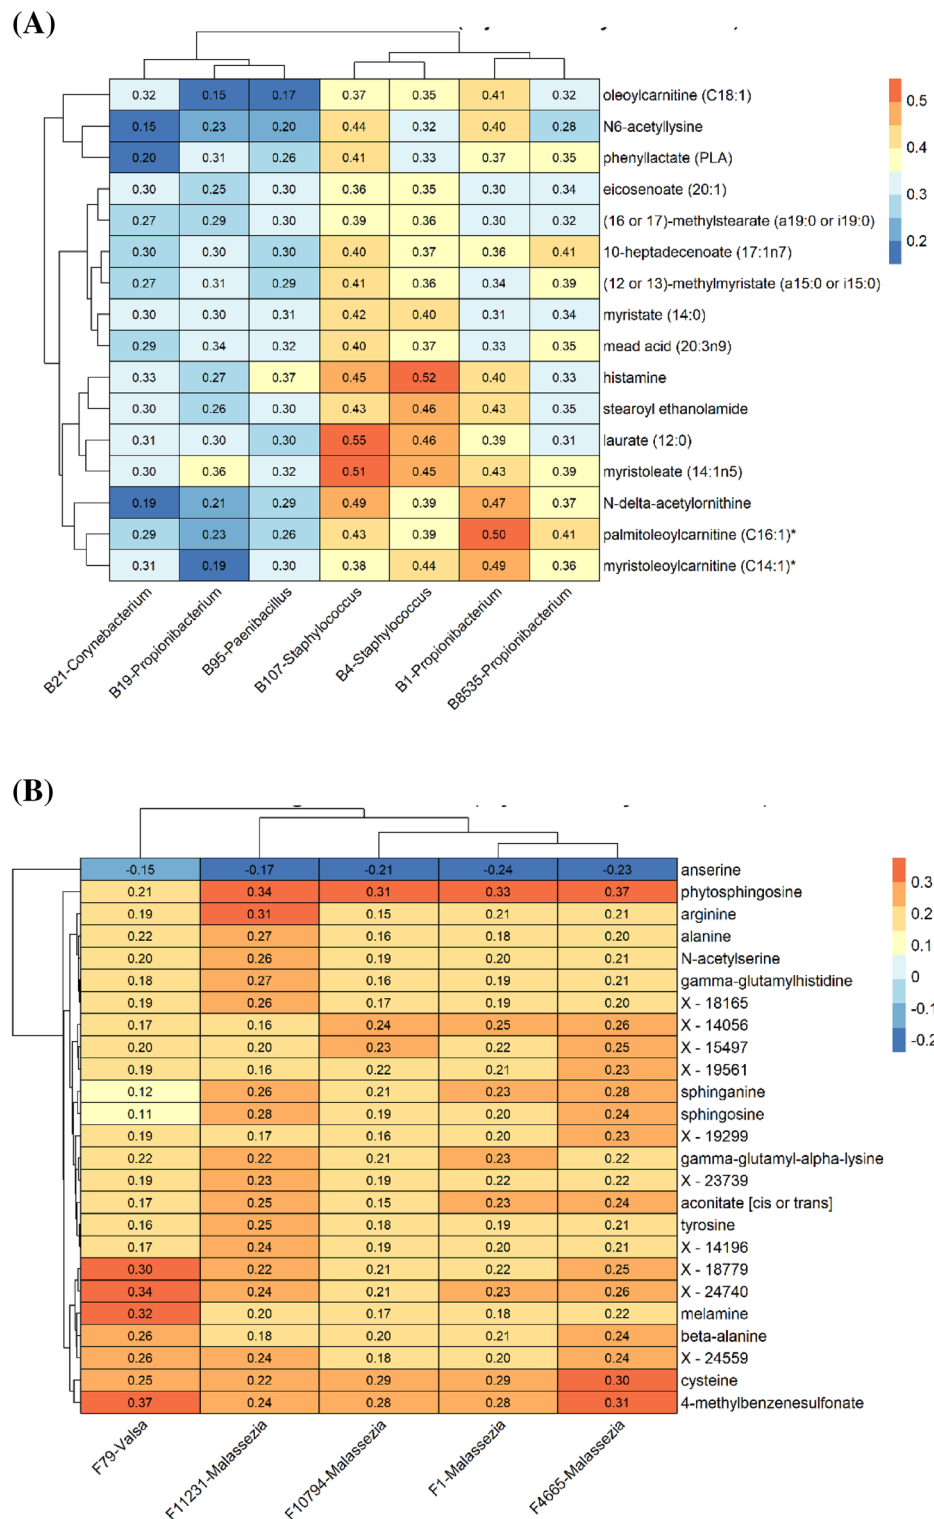 (A)
0.32 0.15 0.17 0.37 0.35 0.41 0.32 oleoylcarnitine (C18:1)
0.15 0.23 0.20 0.44 0.32 0.40 0.28 N6-acetyllysine
0.20 0.31 0.26 0.41 0.33 0.37 0.35 phenyllactate (PLA)
0.30 0.25 0.30 0.36 0.35 0.30 0.34 eicosenoate (20:1)
0.27 0.29 0.30 0.39 0.36 0.30 0.32 (16 or 17)-methylstearate (a19:0 or i19:0)
0.30 0.30 0.30 0.40 0.37 0.36 0.41 10-heptadecenoate (17:1n7)
0.27 0.31 0.29 0.41 0.36 0.34 0.39 (12 or 13)-methylmyristate (a15:0 or i15:0)
0.30 0.30 0.31 0.42 0.40 0.31 0.34 myristate (14:0)
0.29 0.34 0.32 0.40 0.37 0.33 0.35 mead acid (20:3n9)
0.33 0.27 0.37 0.45 0.52 0.40 0.33 histamine
0.30 0.26 0.30 0.43 0.46 0.43 0.35 stearoyl ethanolamide
0.31 0.30 0.30 0.55 0.46 0.39 0.31 laurate (12:0)
0.30 0.36 0.32 0.51 0.45 0.43 0.39 myristoleate (14:1n5)
0.19 0.21 0.29 0.49 0.39 0.47 0.37 N-delta-acetylornithine
0.29 0.23 0.26 0.43 0.39 0.50 0.41 palmitoleoylcarnitine (C16:1)*
0.31 0.19 0.30 0.38 0.44 0.49 0.36 myristoleoylcarnitine (C14:1)*
0.5
0.4
0.3
0.2
B21-Corynebacterium
B19-Propionibacterium
B95-Paenibacillus
B107-Staphylococcus
B4-Staphylococcus
B1-Propionibacterium
B8535-Propionibacterium
(B)
-0.15 -0.17 -0.21 -0.24 -0.23 anserine
0.21 0.34 0.31 0.33 0.37 phytosphingosine
0.19 0.31 0.15 0.21 0.21 arginine
0.22 0.27 0.16 0.18 0.20 alanine
0.20 0.26 0.19 0.20 0.21 N-acetylserine
0.18 0.27 0.16 0.19 0.21 gamma-glutamylhistidine
0.19 0.26 0.17 0.19 0.20 X - 18165
0.17 0.16 0.24 0.25 0.26 X - 14056
0.20 0.20 0.23 0.22 0.25 X - 15497
0.19 0.16 0.22 0.21 0.23 X - 19561
0.12 0.26 0.21 0.23 0.28 sphinganine
0.11 0.28 0.19 0.20 0.24 sphingosine
0.19 0.17 0.16 0.20 0.23 X - 19299
0.22 0.22 0.21 0.23 0.22 gamma-glutamyl-alpha-lysine
0.19 0.23 0.19 0.22 0.22 X - 23739
0.17 0.25 0.15 0.23 0.24 aconitate [cis or trans]
0.16 0.25 0.18 0.19 0.21 tyrosine
0.17 0.24 0.19 0.20 0.21 X - 14196
0.30 0.22 0.21 0.22 0.25 X - 18779
0.34 0.24 0.21 0.23 0.26 X - 24740
0.32 0.20 0.17 0.18 0.22 melamine
0.26 0.18 0.20 0.21 0.24 beta-alanine
0.26 0.24 0.18 0.20 0.24 X - 24559
0.25 0.22 0.29 0.29 0.30 cysteine
0.37 0.24 0.28 0.28 0.31 4-methylbenzenesulfonate
0.3
0.2
0.1
0
-0.1
-0.2
F79-Valsa
F11231-Malassezia
F10794-Malassezia
F1-Malassezia
F4665-Malassezia